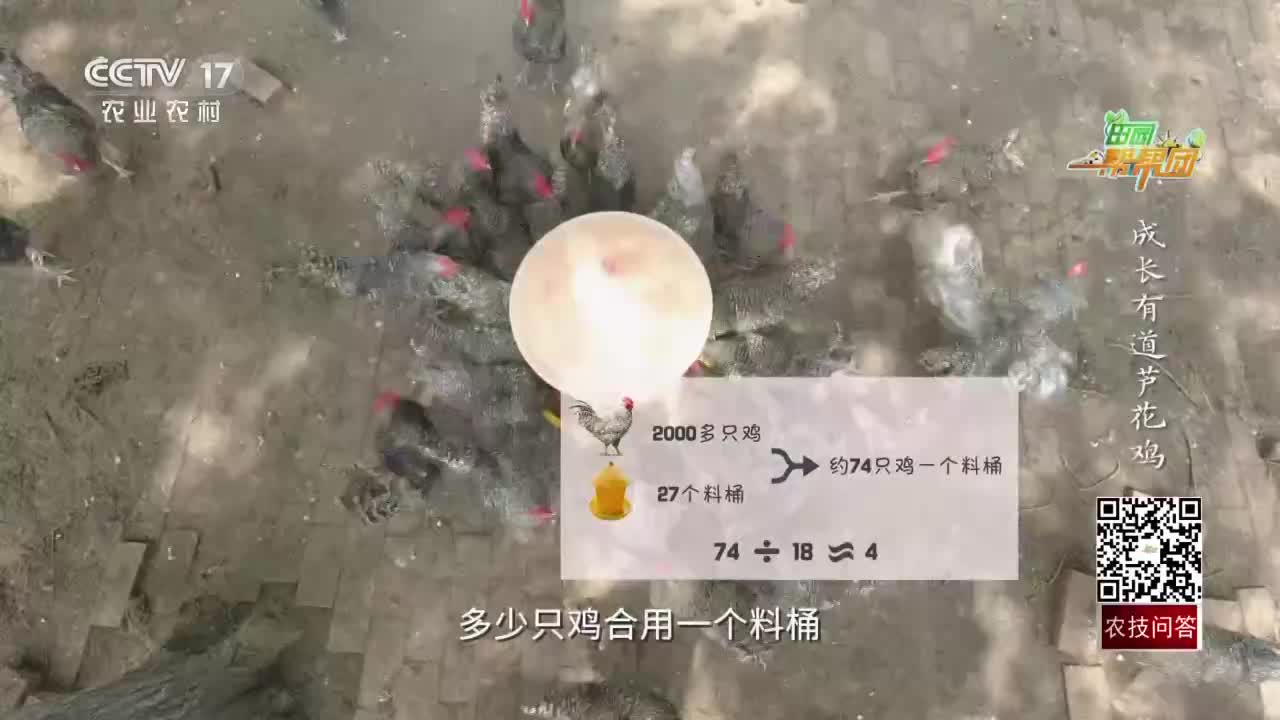 CCTV 17
农业农村
田园
帮帮团
成长有道芦花鸡
2000多只鸡
约74只鸡一个料桶
27个料桶
74 ÷ 18 ≈ 4
多少只鸡合用一个料桶
农技问答